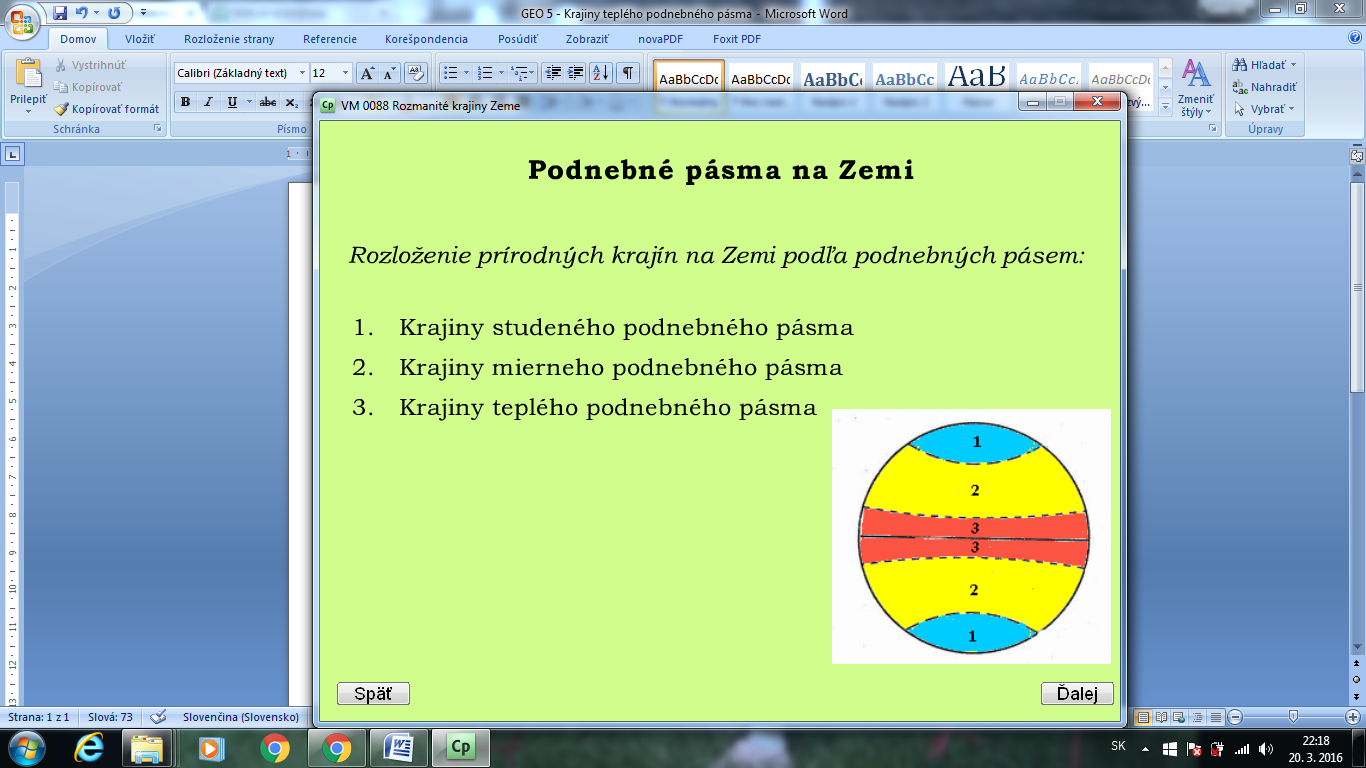 GEO 5 - Krajiny teplého podnebného pásma - Microsoft Word
Domov Vložiť Rozloženie strany Referencie Korešpondencia Posúdiť Zobraziť novaPDF Foxit PDF
Prilepiť
Vystrihnúť
Kopírovať
Kopírovať formát
Schránka
Calibri (Základný text) 12
B I U abc x₂
Písmo
AaBbCcDc AaBbCcDc AaBbC AaBbCc AaB AaBbCc. AaBbCcD
Zmeniť štýly
Hľadať
Nahradiť
Vybrať
Úpravy
VM 0088 Rozmanité krajiny Zeme
Podnebné pásma na Zemi
Rozloženie prírodných krajín na Zemi podľa podnebných pásem:
1. Krajiny studeného podnebného pásma
2. Krajiny mierneho podnebného pásma
3. Krajiny teplého podnebného pásma
1
2
3
3
2
1
Späť Ďalej
Strana: 1 z 1 Slová: 73 Slovenčina (Slovensko)
SK 22:18
20. 3. 2016